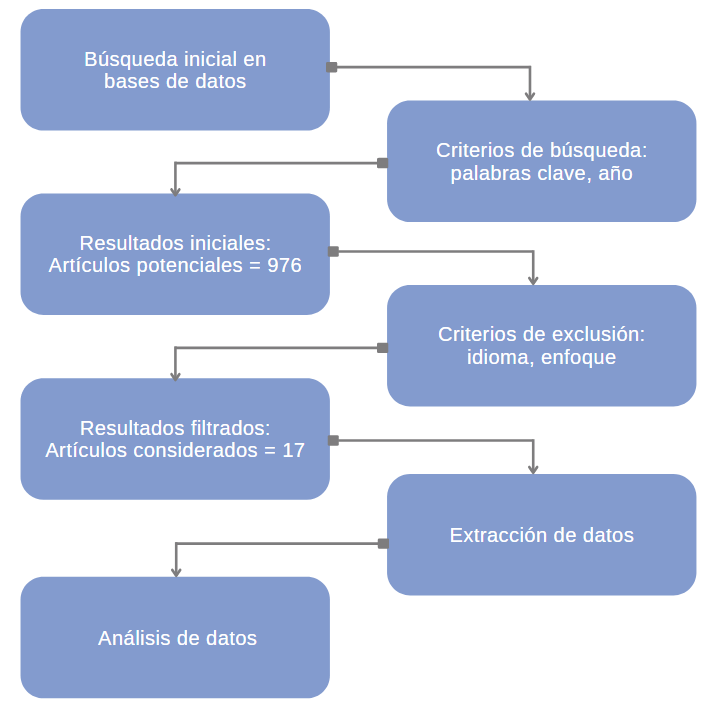 Búsqueda inicial en
bases de datos
Criterios de búsqueda:
palabras clave, año
Resultados iniciales:
Artículos potenciales = 976
Criterios de exclusión:
idioma, enfoque
Resultados filtrados:
Artículos considerados = 17
Extracción de datos
Análisis de datos